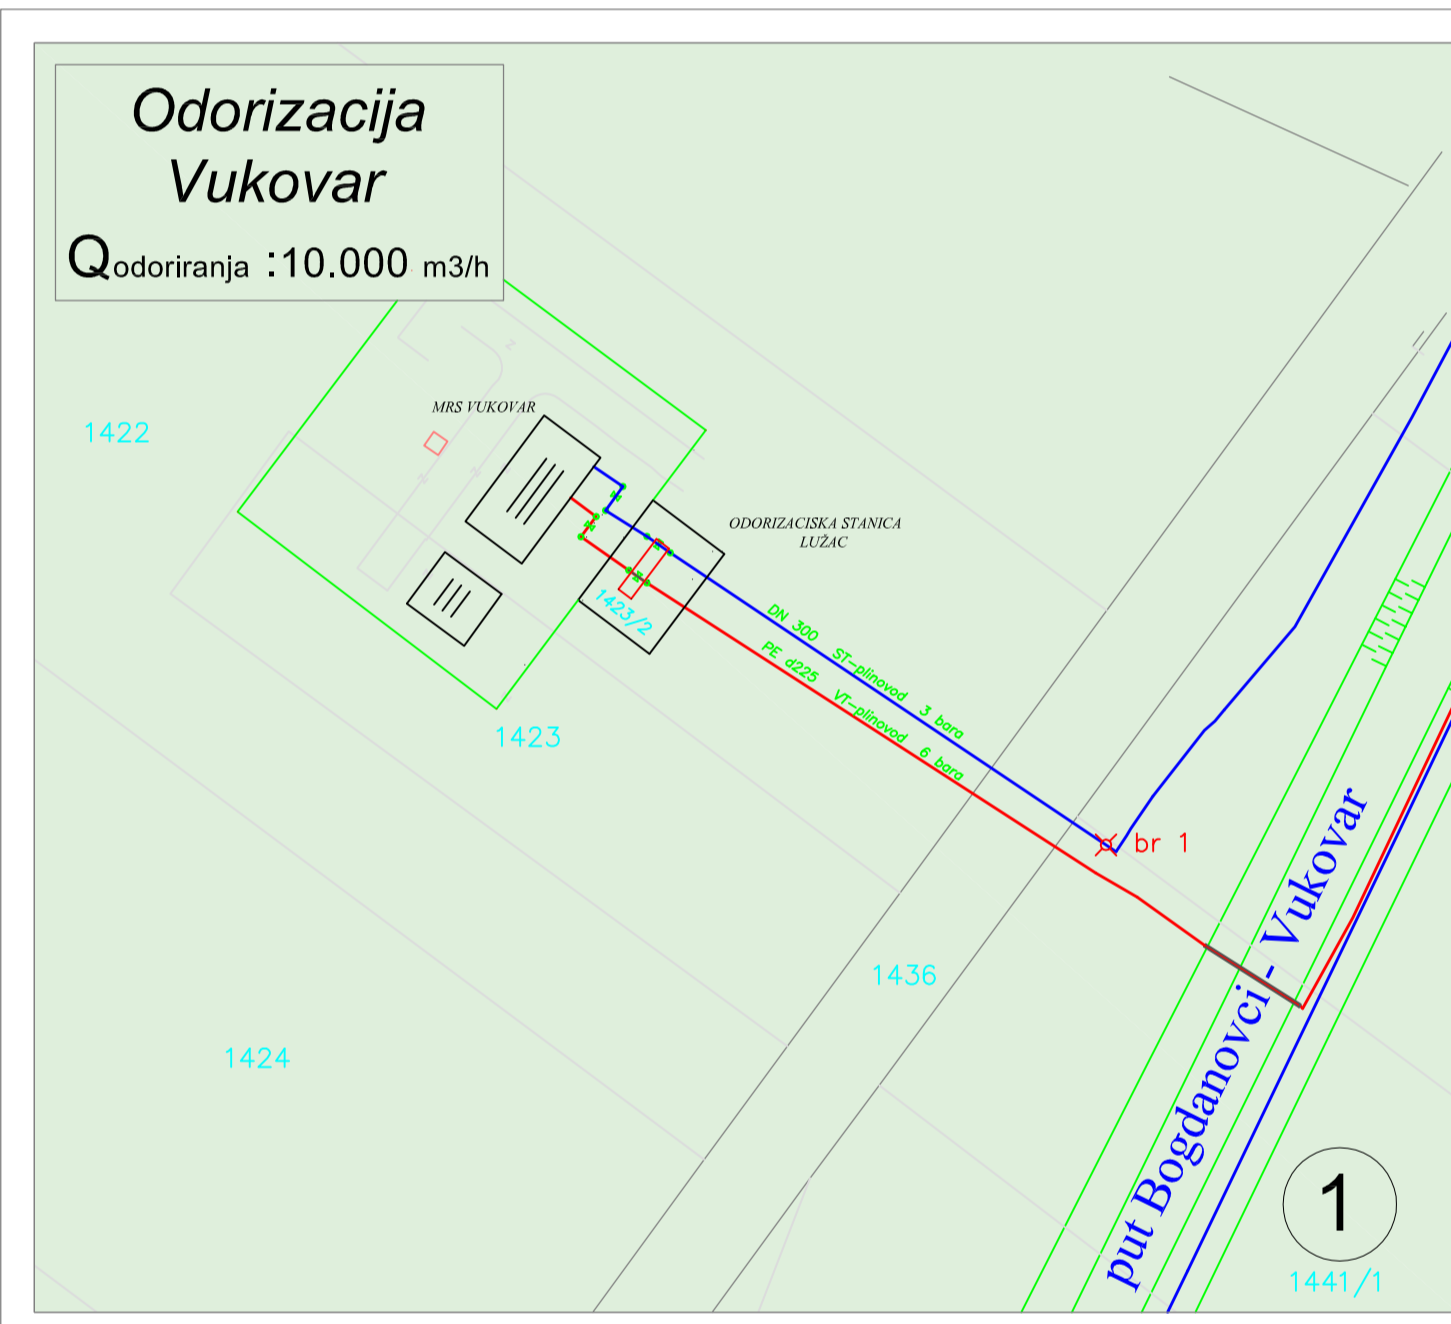 Odorizacija
Vukovar
Qodoriranja :10.000 m3/h
MRS VUKOVAR
1422
ODORIZACISKA STANICA
LUŽAC
1423/2
DN 300 ST-plinovod 3 bara
PE d225 VT-plinovod 6 bara
1423
br 1
put Bogdanovci - Vukovar
1436
1424
1
1441/1